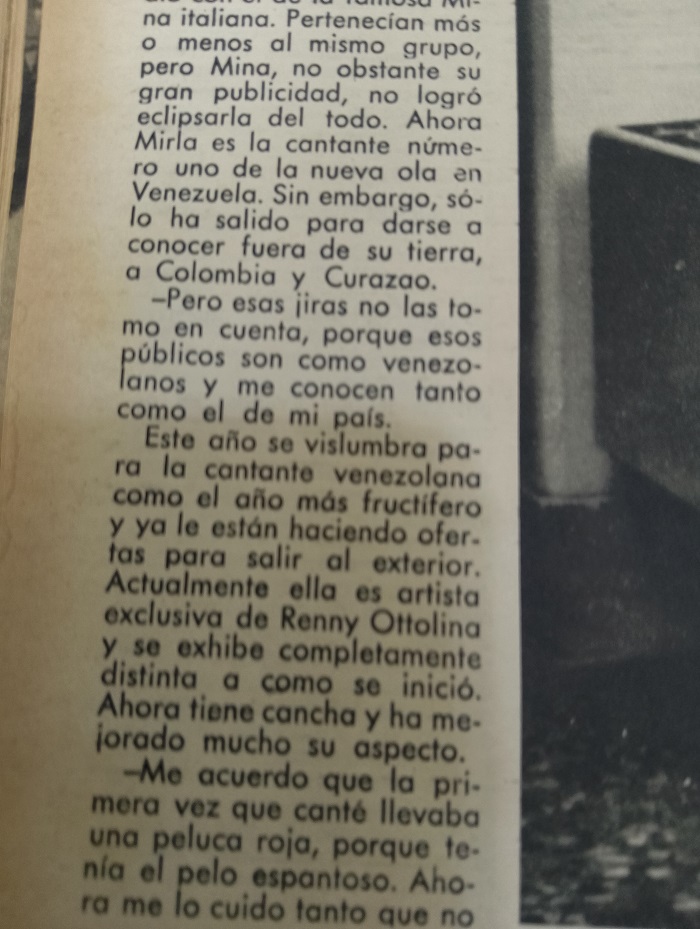 na italiana. Pertenecían más
o menos al mismo grupo,
pero Mina, no obstante su
gran publicidad, no logró
eclipsarla del todo. Ahora
Mirla es la cantante núme-
ro uno de la nueva ola en
Venezuela. Sin embargo, só-
lo ha salido para darse a
conocer fuera de su tierra,
a Colombia y Curazao.
—Pero esas jiras no las to-
mo en cuenta, porque esos
públicos son como venezo-
lanos y me conocen tanto
como el de mi país.
Este año se vislumbra pa-
ra la cantante venezolana
como el año más fructífero
y ya le están haciendo ofer-
tas para salir al exterior.
Actualmente ella es artista
exclusiva de Renny Ottolina
y se exhibe completamente
distinta a como se inició.
Ahora tiene cancha y ha me-
jorado mucho su aspecto.
—Me acuerdo que la pri-
mera vez que canté llevaba
una peluca roja, porque te-
nía el pelo espantoso. Aho-
ra me lo cuido tanto que no